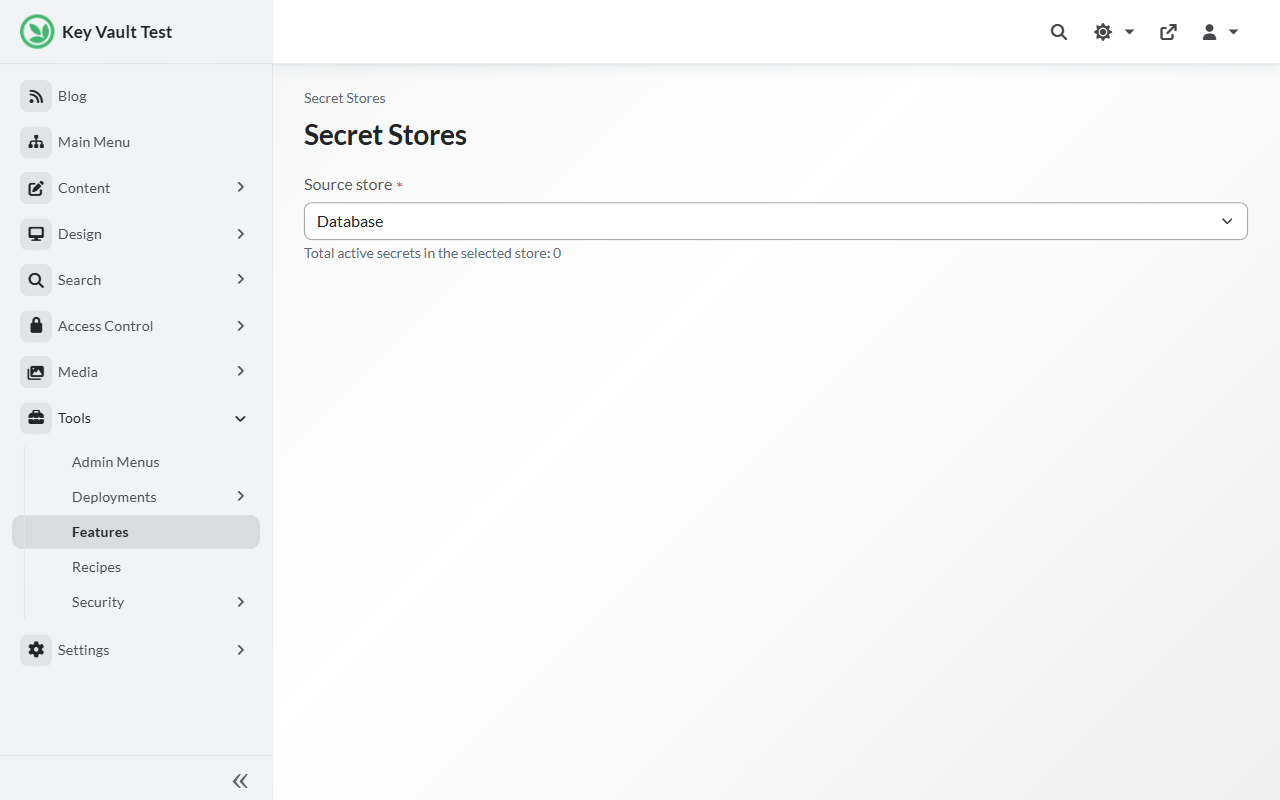 Key Vault Test
Blog
Main Menu
Content
Design
Search
Access Control
Media
Tools
Admin Menus
Deployments
Features
Recipes
Security
Settings
Secret Stores
Secret Stores
Source store *
Database
Total active secrets in the selected store: 0